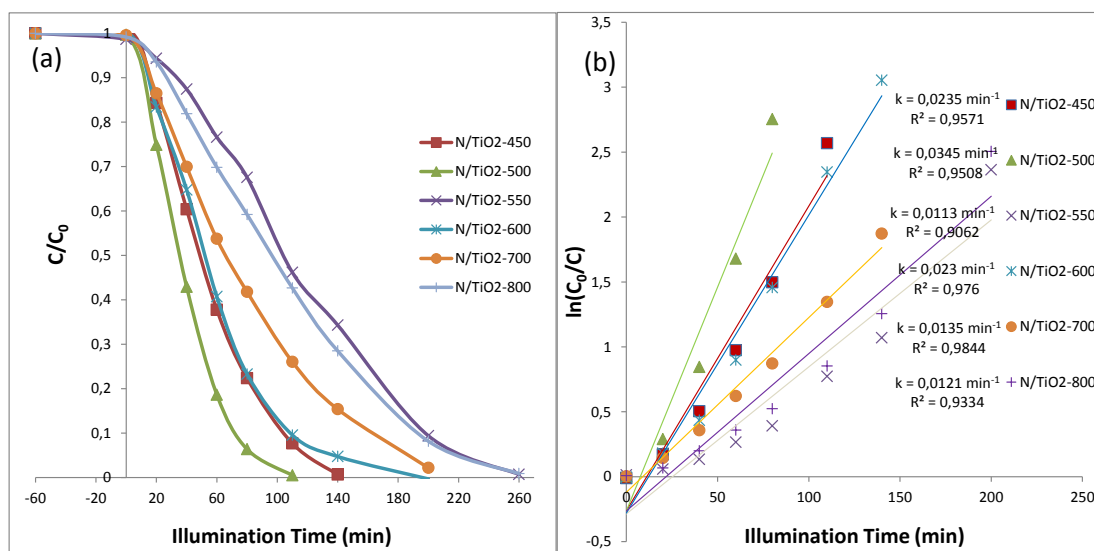 (a)
C/C0
1
0,9
0,8
0,7
0,6
0,5
0,4
0,3
0,2
0,1
0
-60
-20
20
60
100
140
180
220
260
Illumination Time (min)
N/TiO2-450
N/TiO2-500
N/TiO2-550
N/TiO2-600
N/TiO2-700
N/TiO2-800
(b)
ln(C0/C)
3,5
3
2,5
2
1,5
1
0,5
0
-0,5
0
50
100
150
200
250
Illumination Time (min)
k = 0,0235 min-1
R² = 0,9571
N/TiO2-450
k = 0,0345 min-1
R² = 0,9508
N/TiO2-500
k = 0,0113 min-1
R² = 0,9062
N/TiO2-550
k = 0,023 min-1
R² = 0,976
N/TiO2-600
k = 0,0135 min-1
R² = 0,9844
N/TiO2-700
k = 0,0121 min-1
R² = 0,9334
N/TiO2-800